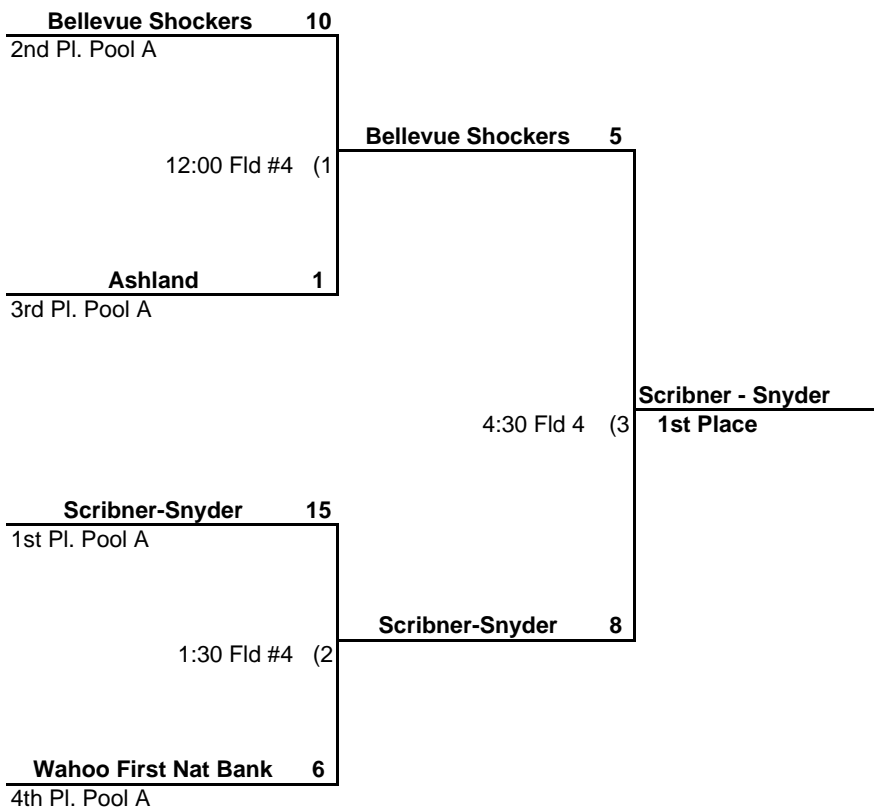 Bellevue Shockers 10
2nd Pl. Pool A
Bellevue Shockers 5
12:00 Fld #4 (1
Ashland 1
3rd Pl. Pool A
Scribner - Snyder
4:30 Fld 4 (3 1st Place
Scribner-Snyder 15
1st Pl. Pool A
Scribner-Snyder 8
1:30 Fld #4 (2
Wahoo First Nat Bank 6
4th Pl. Pool A